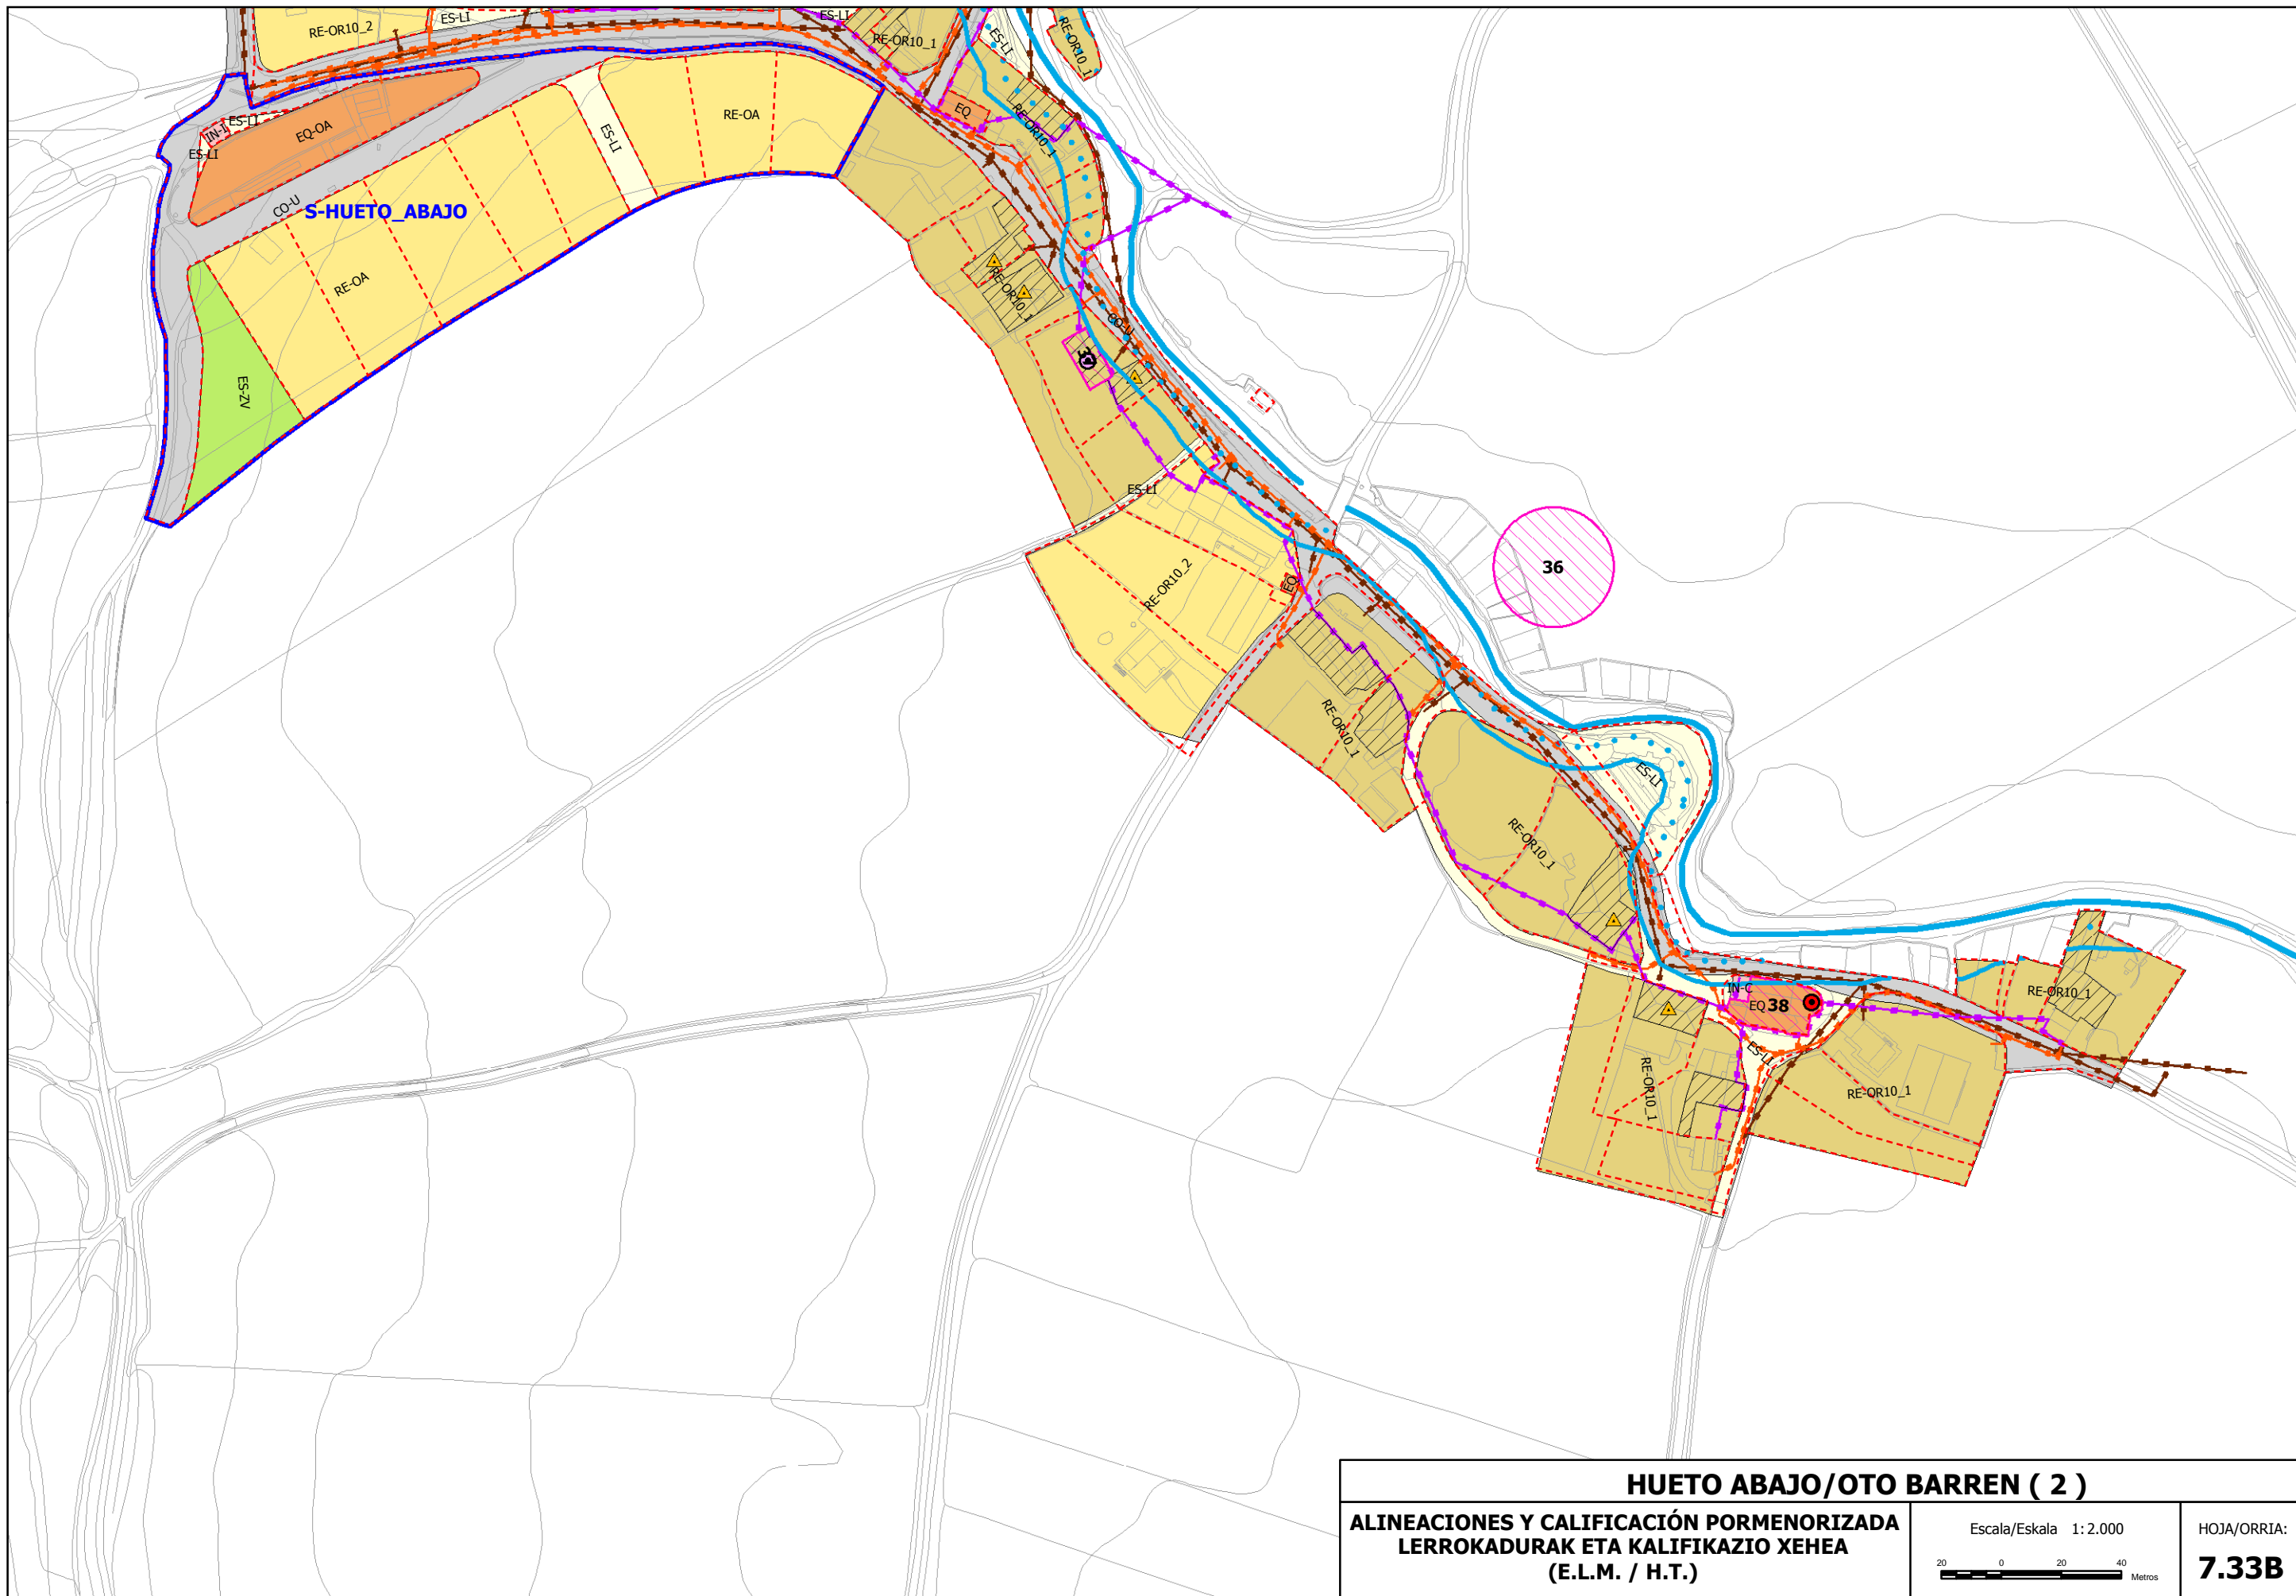 ES-LI
RE-OR10_2
ES-LI
RE-OR10_1
ES-LI
RE-OR10_1
RE-OA
EQ
RE-OR10_1
ES-LI
IN-I
EQ-OA
ES-LI
ES-LI
CO-U
S-HUETO_ABAJO
RE-OA
RE-OR10_1
CO-U
ES-ZV
ES-LI
36
RE-OR10_2
EQ
RE-OR10_1
ES-LI
RE-OR10_1
IN-C
EQ 38
RE-OR10_1
ES-LI
RE-OR10_1
RE-OR10_1
HUETO ABAJO/OTO BARREN ( 2 )
ALINEACIONES Y CALIFICACIÓN PORMENORIZADA
LERROKADURAK ETA KALIFIKAZIO XEHEA
(E.L.M. / H.T.)
Escala/Eskala 1:2.000
20 0 20 40
Metros
HOJA/ORRIA:
7.33B